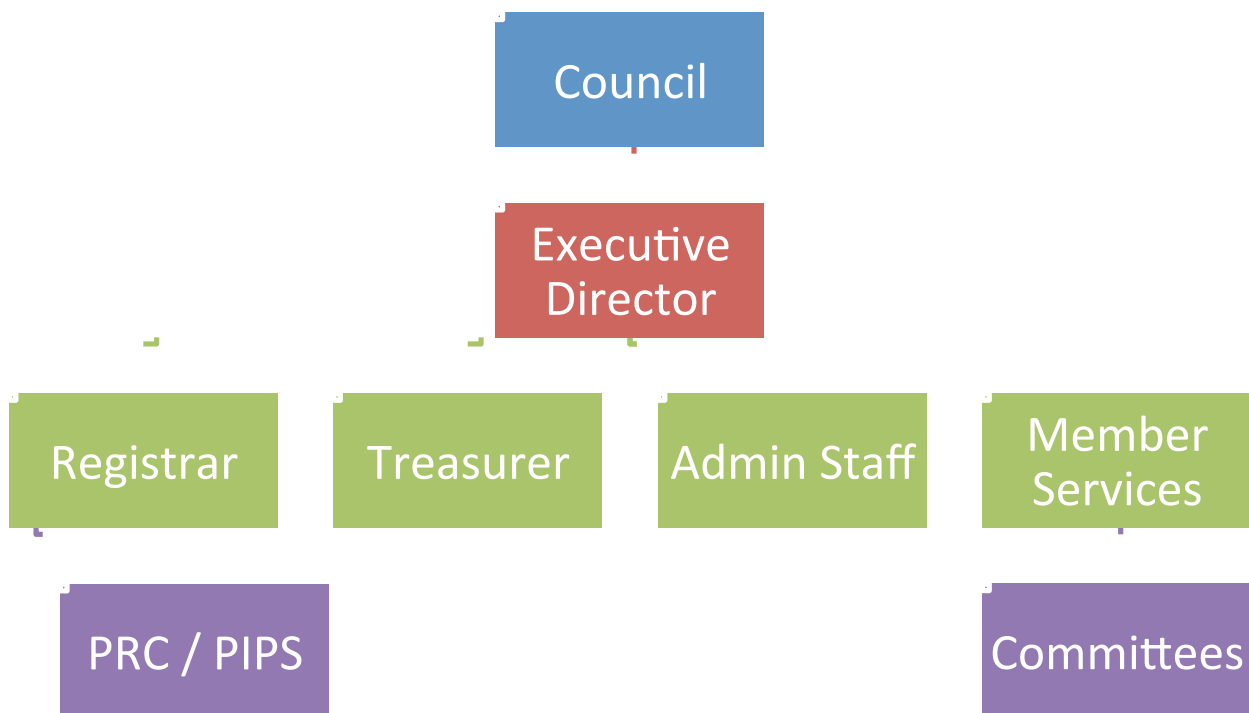 Council
Executive
Director
Registrar
Treasurer
Admin Staff
Member
Services
PRC / PIPS
Committees